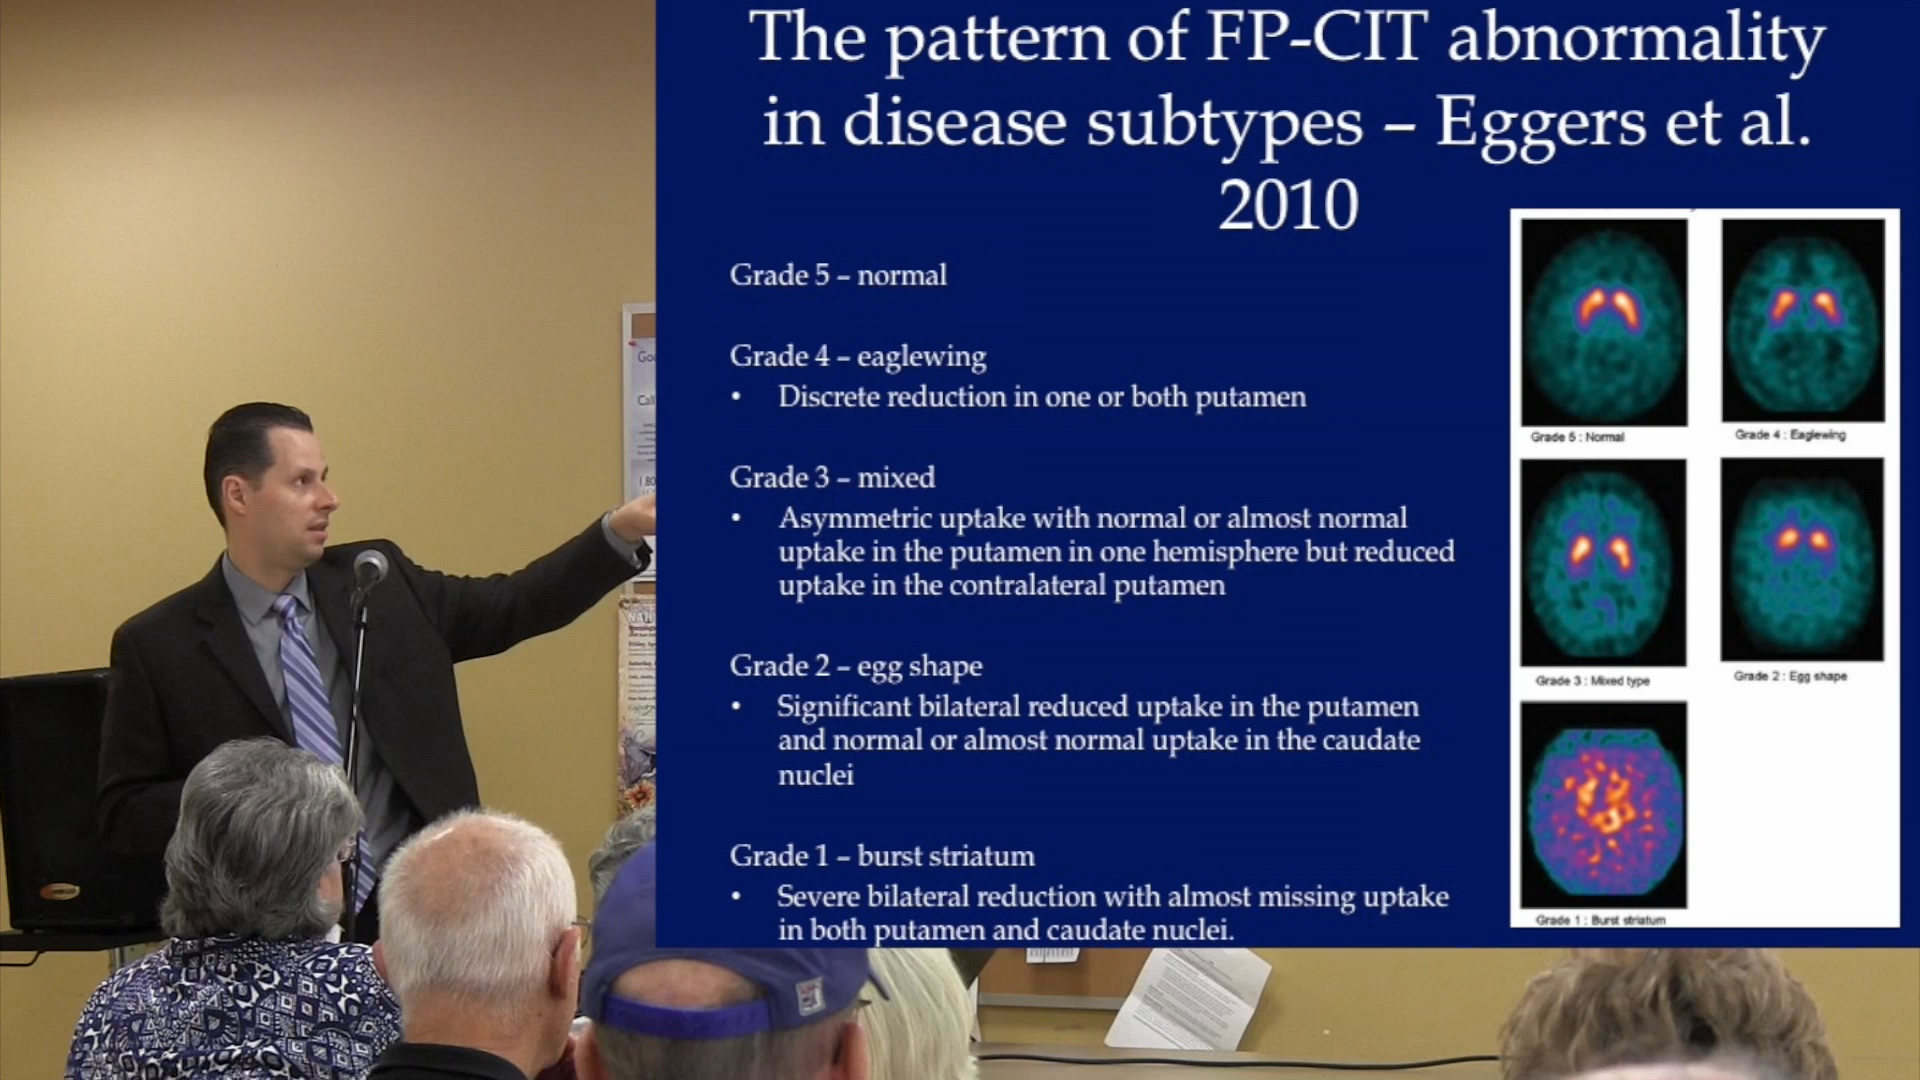 The pattern of FP-CIT abnormality
in disease subtypes – Eggers et al.
2010
Grade 5 – normal
Grade 4 – eaglewing
• Discrete reduction in one or both putamen
Grade 3 – mixed
• Asymmetric uptake with normal or almost normal
uptake in the putamen in one hemisphere but reduced
uptake in the contralateral putamen
Grade 2 – egg shape
• Significant bilateral reduced uptake in the putamen
and normal or almost normal uptake in the caudate
nuclei
Grade 1 – burst striatum
• Severe bilateral reduction with almost missing uptake
in both putamen and caudate nuclei.
Grade 5 : Normal
Grade 4 : Eaglewing
Grade 3 : Mixed type
Grade 2 : Egg shape
Grade 1 : Burst striatum